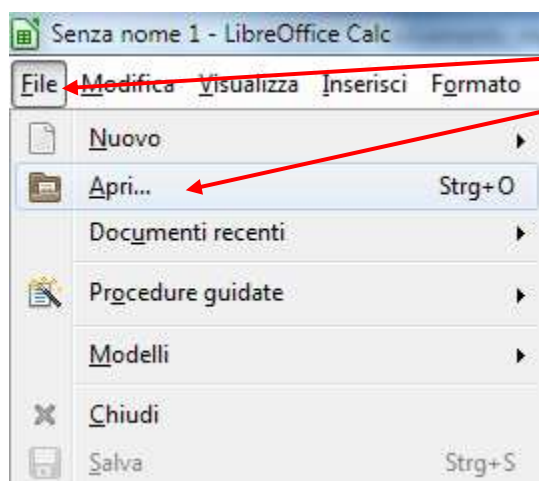 Senza nome 1 - LibreOffice Calc
File Modifica Visualizza Inserisci Formato
Nuovo
Apri... Strg+O
Documenti recenti
Procedure guidate
Modelli
Chiudi
Salva Strg+S